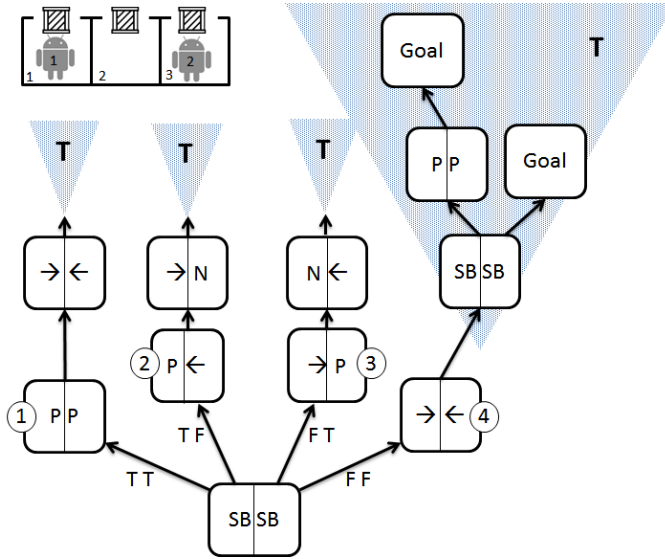 1
2
1
2
3
Goal
T
T
T
T
P P
Goal
→ ←
→ N
N ←
SB SB
2
P ←
→ P
3
1
P P
→ ←
4
T F
F T
T T
F F
SB SB